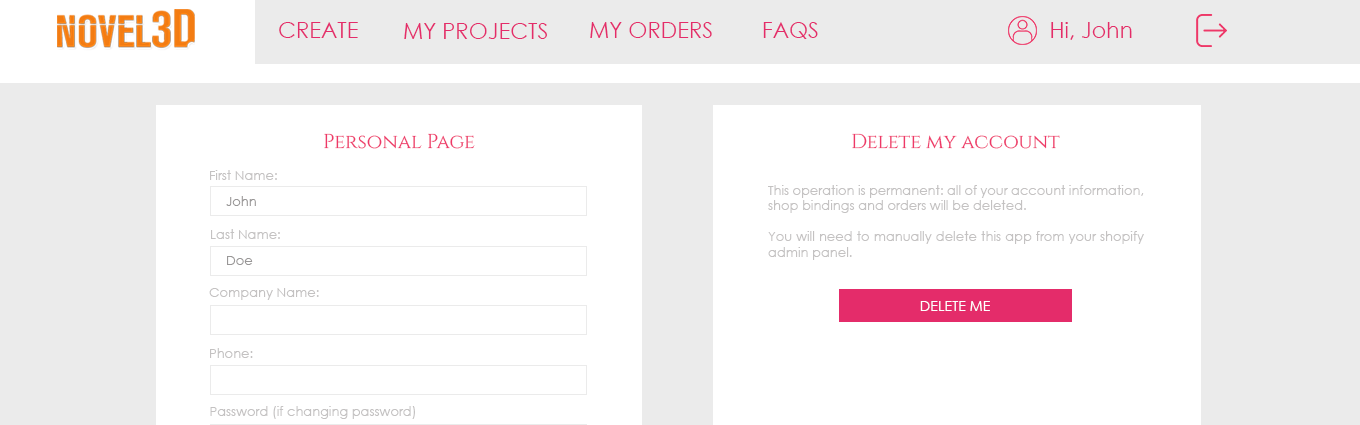 NOVEL3D
CREATE
MY PROJECTS
MY ORDERS
FAQS
Hi, John
Personal Page
First Name:
John
Last Name:
Doe
Company Name:
Phone:
Password (if changing password)
Delete my account
This operation is permanent: all of your account information,
shop bindings and orders will be deleted.
You will need to manually delete this app from your shopify
admin panel.
DELETE ME